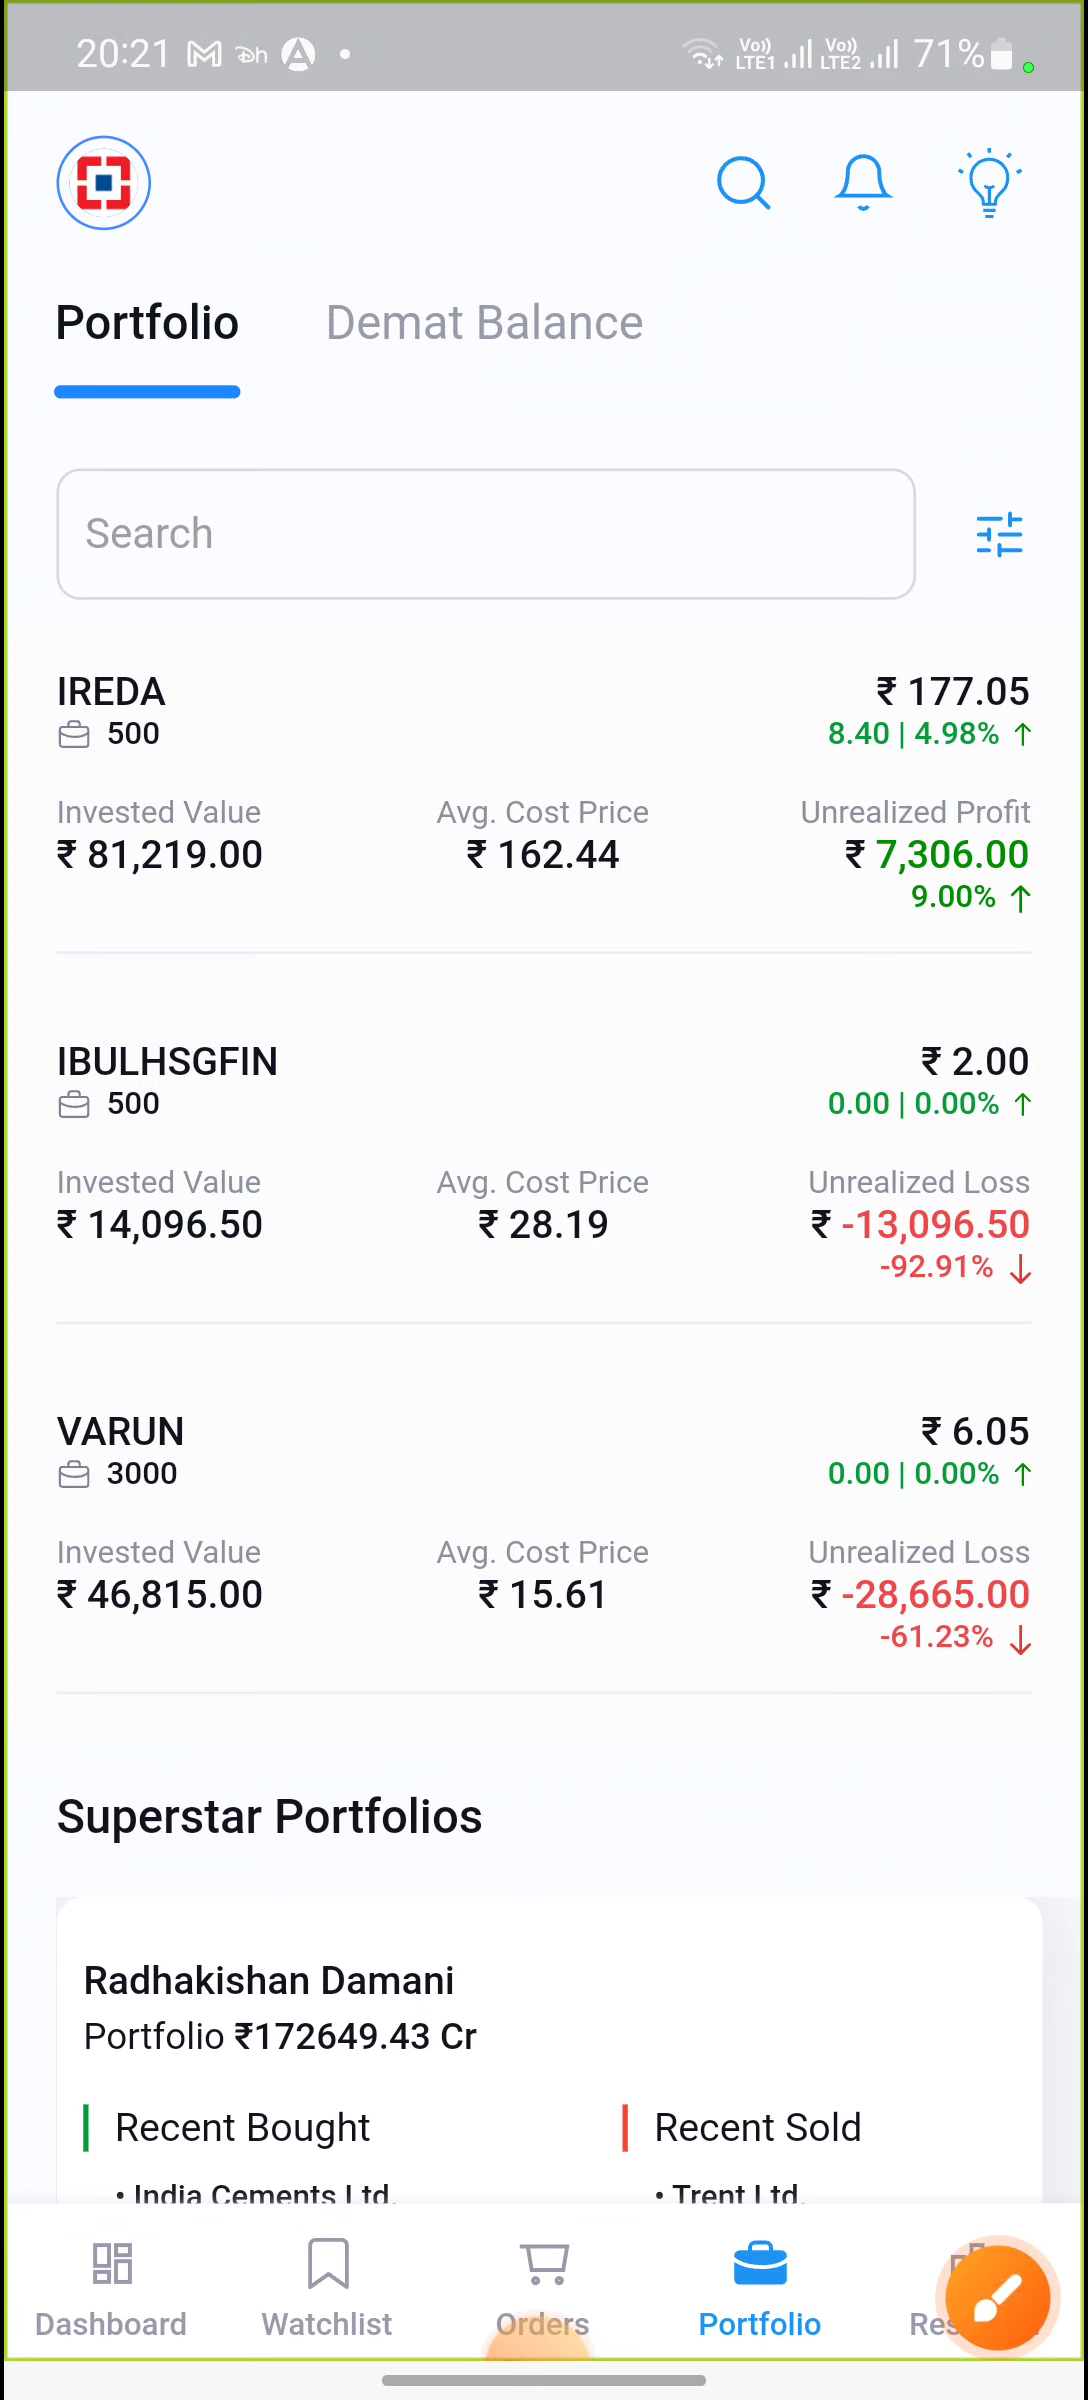 20:21 Dh Vo)) LTE1 Vo)) LTE2 71%
Portfolio Demat Balance
Search
IREDA ₹ 177.05
500 8.40 | 4.98% ↑
Invested Value Avg. Cost Price Unrealized Profit
₹ 81,219.00 ₹ 162.44 ₹ 7,306.00
9.00% ↑
IBULHSGFIN ₹ 2.00
500 0.00 | 0.00% ↑
Invested Value Avg. Cost Price Unrealized Loss
₹ 14,096.50 ₹ 28.19 ₹ -13,096.50
-92.91% ↓
VARUN ₹ 6.05
3000 0.00 | 0.00% ↑
Invested Value Avg. Cost Price Unrealized Loss
₹ 46,815.00 ₹ 15.61 ₹ -28,665.00
-61.23% ↓
Superstar Portfolios
Radhakishan Damani
Portfolio ₹172649.43 Cr
Recent Bought Recent Sold
• India Cements Ltd. • Trent Ltd.
Dashboard Watchlist Orders Portfolio